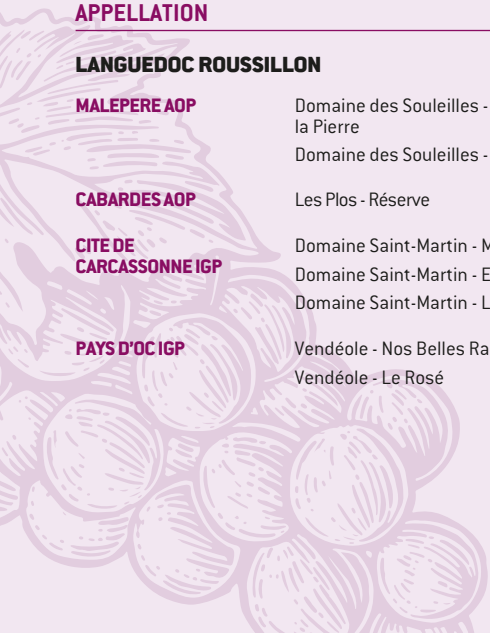 APPELLATION
LANGUEDOC ROUSSILLON
MALEPERE AOP
Domaine des Souleilles -
la Pierre
Domaine des Souleilles -
CABARDES AOP
Les Plos - Réserve
CITE DE
CARCASSONNE IGP
Domaine Saint-Martin - M
Domaine Saint-Martin - E
Domaine Saint-Martin - L
PAYS D'OC IGP
Vendéole - Nos Belles Ra
Vendéole - Le Rosé